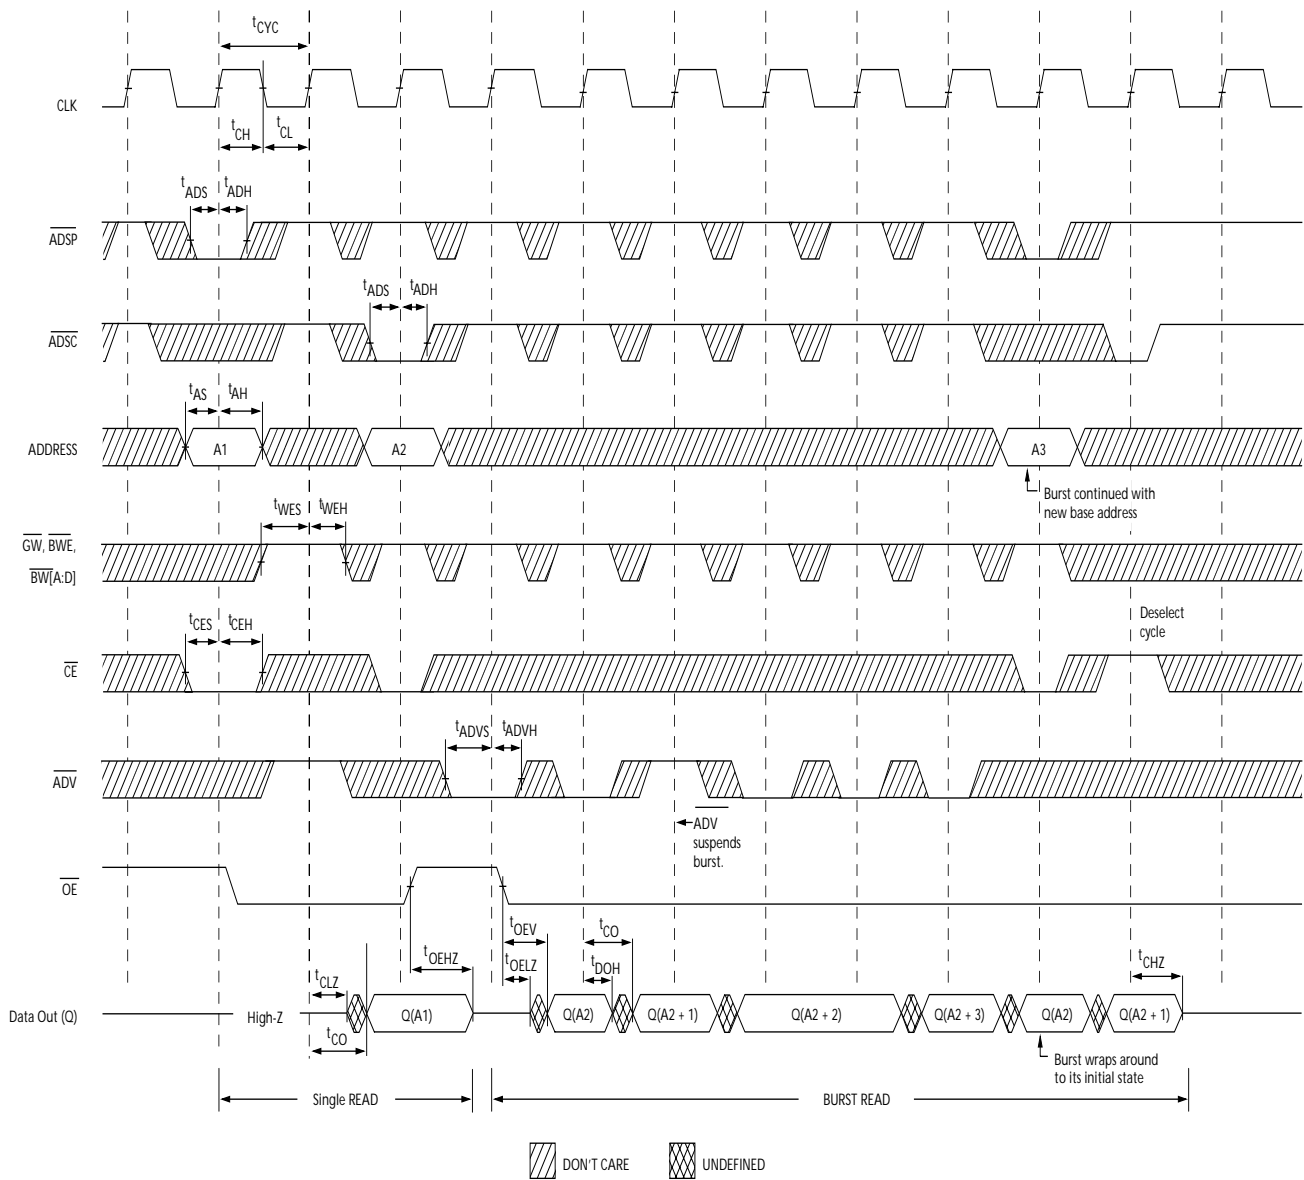 tCYC
CLK
tCH
tCL
tADS
tADH
ADSP
tADS
tADH
ADSC
tAS
tAH
ADDRESS
A1
A2
A3
Burst continued with
new base address
tWES
tWEH
GW, BWE,
BW[A:D]
Deselect
cycle
tCES
tCEH
CE
tADVS
tADVH
ADV
ADV
suspends
burst.
OE
tOEHZ
tOEV
tOELZ
tCO
tDOH
tCLZ
tCHZ
Data Out (Q)
High-Z
Q(A1)
Q(A2)
Q(A2 + 1)
Q(A2 + 2)
Q(A2 + 3)
Q(A2)
Q(A2 + 1)
tCO
Burst wraps around
to its initial state
Single READ
BURST READ
DON'T CARE
UNDEFINED